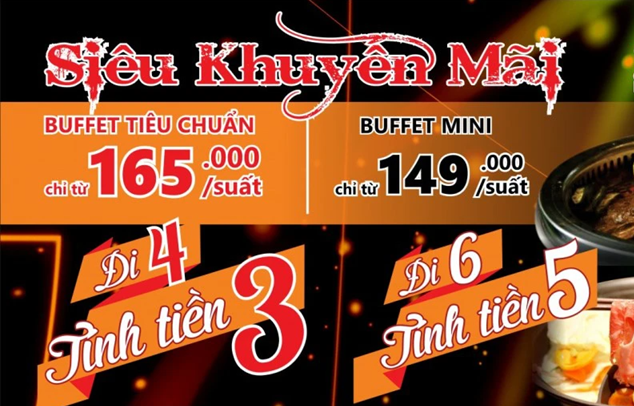 Siêu Khuyến Mãi
BUFFET TIÊU CHUẨN
chỉ từ 165.000/suất
BUFFET MINI
chỉ từ 149.000/suất
Đi 4
Tính tiền 3
Đi 6
Tính tiền 5